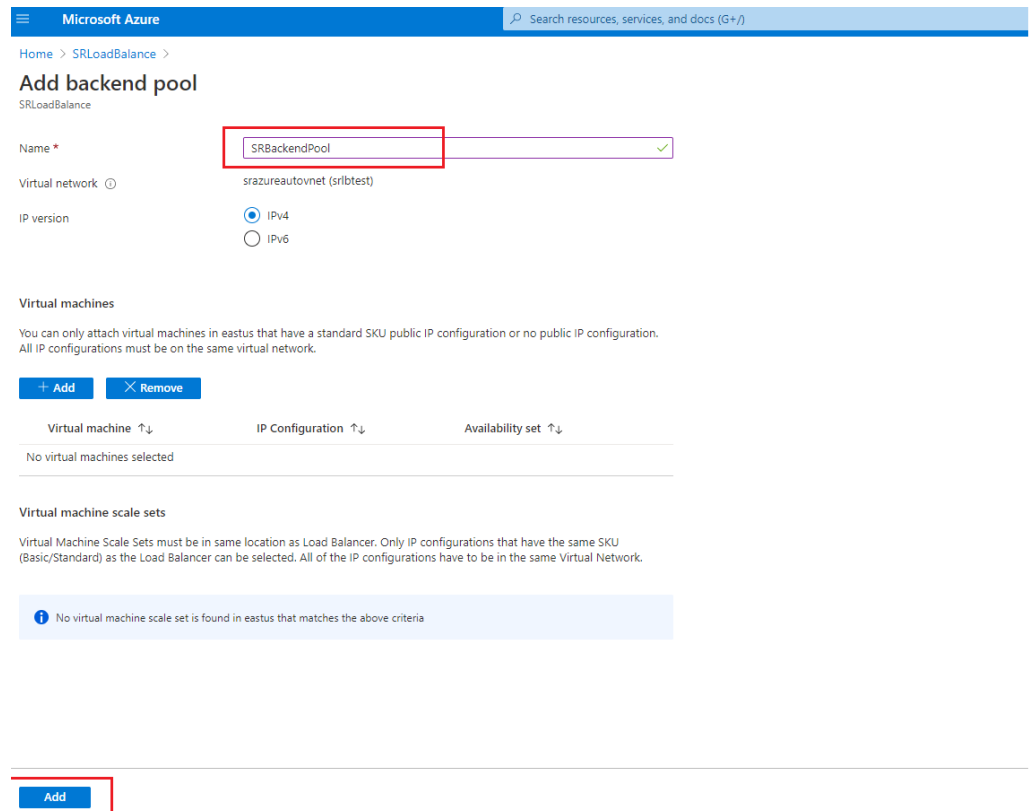 Microsoft Azure
Search resources, services, and docs (G+/)
Home > SRLoadBalance >
Add backend pool
SRLoadBalance
Name *
SRBackendPool
Virtual network
srazureautovnet (srlbtest)
IP version
IPv4
IPv6
Virtual machines
You can only attach virtual machines in eastus that have a standard SKU public IP configuration or no public IP configuration.
All IP configurations must be on the same virtual network.
+ Add
× Remove
Virtual machine ↑↓
IP Configuration ↑↓
Availability set ↑↓
No virtual machines selected
Virtual machine scale sets
Virtual Machine Scale Sets must be in same location as Load Balancer. Only IP configurations that have the same SKU
(Basic/Standard) as the Load Balancer can be selected. All of the IP configurations have to be in the same Virtual Network.
No virtual machine scale set is found in eastus that matches the above criteria
Add